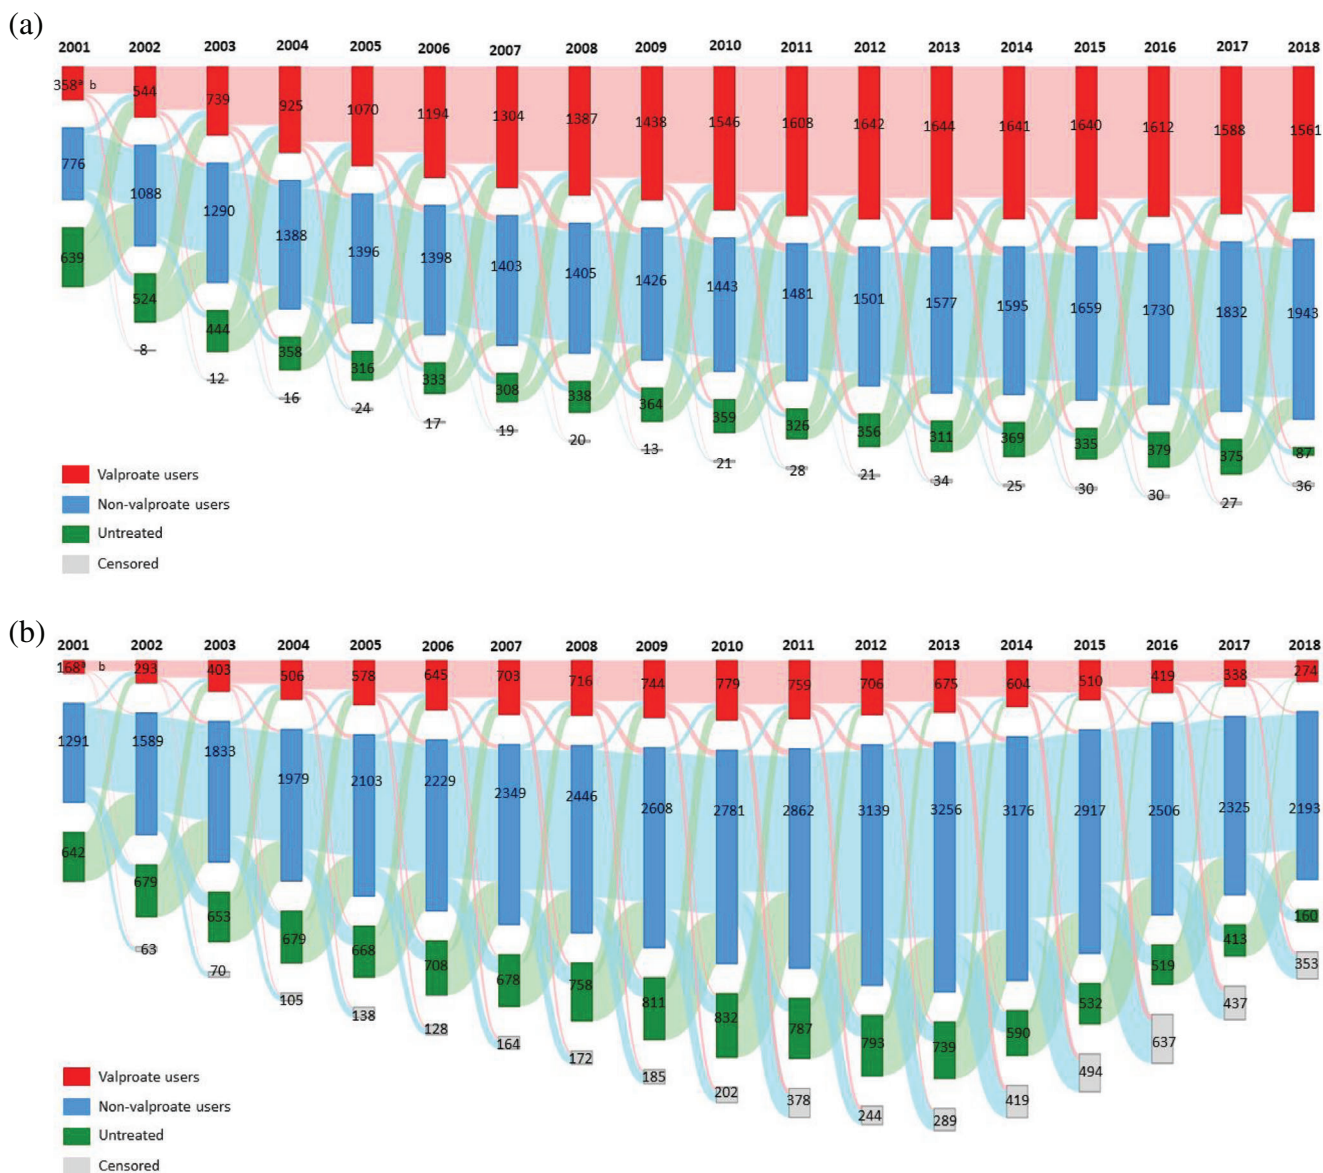 (a)
2001 2002 2003 2004 2005 2006 2007 2008 2009 2010 2011 2012 2013 2014 2015 2016 2017 2018
358ª b 544 739 925 1070 1194 1304 1387 1438 1546 1608 1642 1644 1641 1640 1612 1588 1561
776 1088 1290 1388 1396 1398 1403 1405 1426 1443 1481 1501 1577 1595 1659 1730 1832 1943
639 524 444 358 316 333 308 338 364 359 326 356 311 369 335 379 375 87
8 12 16 24 17 19 20 13 21 28 21 34 25 30 30 27 36
Valproate users
Non-valproate users
Untreated
Censored
(b)
2001 2002 2003 2004 2005 2006 2007 2008 2009 2010 2011 2012 2013 2014 2015 2016 2017 2018
168ª b 293 403 506 578 645 703 716 744 779 759 706 675 604 510 419 338 274
1291 1589 1833 1979 2103 2229 2349 2446 2608 2781 2862 3139 3256 3176 2917 2506 2325 2193
642 679 653 679 668 708 678 758 811 832 787 793 739 590 532 519 413 160
63 70 105 138 128 164 172 185 202 378 244 289 419 494 637 437 353
Valproate users
Non-valproate users
Untreated
Censored